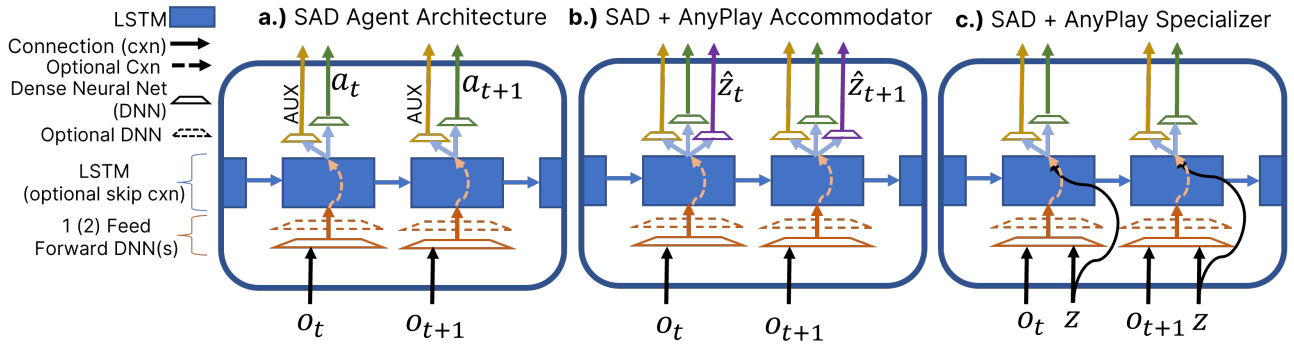 LSTM
Connection (cxn)
Optional Cxn
Dense Neural Net
(DNN)
Optional DNN
LSTM
(optional skip cxn)
1 (2) Feed
Forward DNN(s)
a.) SAD Agent Architecture
AUX
a_t
AUX
a_{t+1}
o_t
o_{t+1}
b.) SAD + AnyPlay Accommodator
ẑ_t
ẑ_{t+1}
o_t
o_{t+1}
c.) SAD + AnyPlay Specializer
o_t z o_{t+1} z